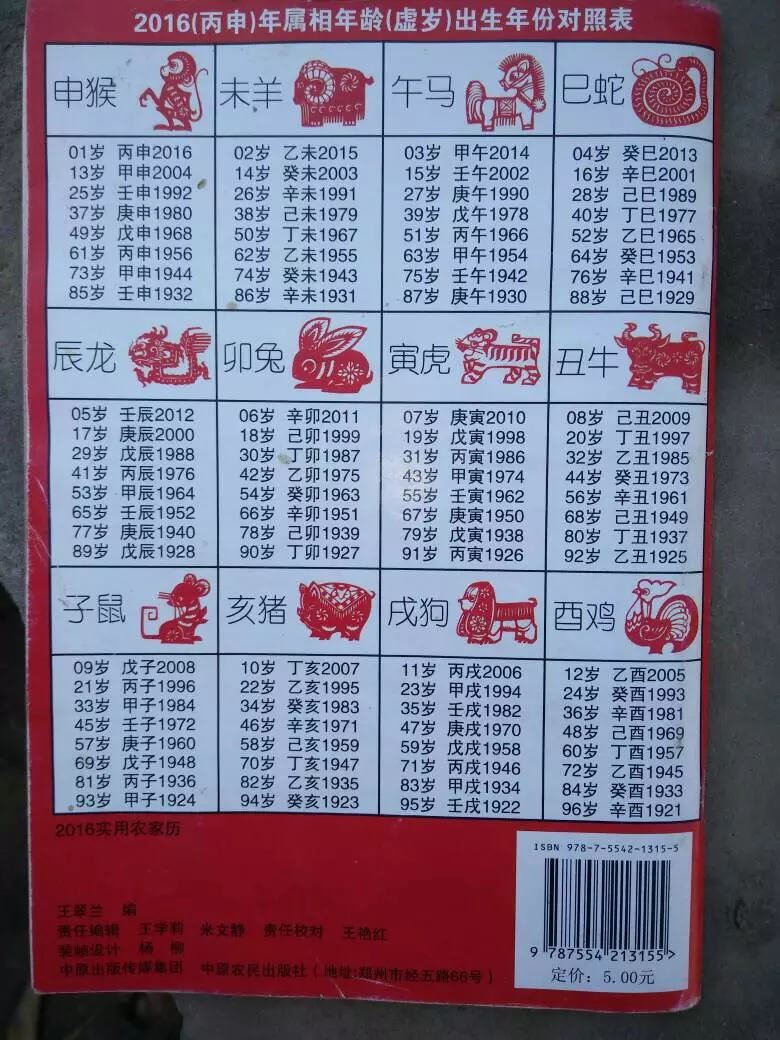 2016(丙申)年属相年龄(虚岁)出生年份对照表
申猴
01岁 丙申2016
13岁 甲申2004
25岁 壬申1992
37岁 庚申1980
49岁 戊申1968
61岁 丙申1956
73岁 甲申1944
85岁 壬申1932
未羊
02岁 乙未2015
14岁 癸未2003
26岁 辛未1991
38岁 己未1979
50岁 丁未1967
62岁 乙未1955
74岁 癸未1943
86岁 辛未1931
午马
03岁 甲午2014
15岁 壬午2002
27岁 庚午1990
39岁 戊午1978
51岁 丙午1966
63岁 甲午1954
75岁 壬午1942
87岁 庚午1930
巳蛇
04岁 癸巳2013
16岁 辛巳2001
28岁 己巳1989
40岁 丁巳1977
52岁 乙巳1965
64岁 癸巳1953
76岁 辛巳1941
88岁 己巳1929
辰龙
05岁 壬辰2012
17岁 庚辰2000
29岁 戊辰1988
41岁 丙辰1976
53岁 甲辰1964
65岁 壬辰1952
77岁 庚辰1940
89岁 戊辰1928
卯兔
06岁 辛卯2011
18岁 己卯1999
30岁 丁卯1987
42岁 乙卯1975
54岁 癸卯1963
66岁 辛卯1951
78岁 己卯1939
90岁 丁卯1927
寅虎
07岁 庚寅2010
19岁 戊寅1998
31岁 丙寅1986
43岁 甲寅1974
55岁 壬寅1962
67岁 庚寅1950
79岁 戊寅1938
91岁 丙寅1926
丑牛
08岁 己丑2009
20岁 丁丑1997
32岁 乙丑1985
44岁 癸丑1973
56岁 辛丑1961
68岁 己丑1949
80岁 丁丑1937
92岁 乙丑1925
子鼠
09岁 戊子2008
21岁 丙子1996
33岁 甲子1984
45岁 壬子1972
57岁 庚子1960
69岁 戊子1948
81岁 丙子1936
93岁 甲子1924
亥猪
10岁 丁亥2007
22岁 乙亥1995
34岁 癸亥1983
46岁 辛亥1971
58岁 己亥1959
70岁 丁亥1947
82岁 乙亥1935
94岁 癸亥1923
戌狗
11岁 丙戌2006
23岁 甲戌1994
35岁 壬戌1982
47岁 庚戌1970
59岁 戊戌1958
71岁 丙戌1946
83岁 甲戌1934
95岁 壬戌1922
酉鸡
12岁 乙酉2005
24岁 癸酉1993
36岁 辛酉1981
48岁 己酉1969
60岁 丁酉1957
72岁 乙酉1945
84岁 癸酉1933
96岁 辛酉1921
2016实用农家历
王翠兰 编
责任编辑 王学莉 米文静 责任校对 王艳红
装帧设计 杨柳
中原出版传媒集团 中原农民出版社(地址:郑州市经五路66号)
ISBN 978-7-5542-1315-5
9 787554 213155>
定价：5.00元